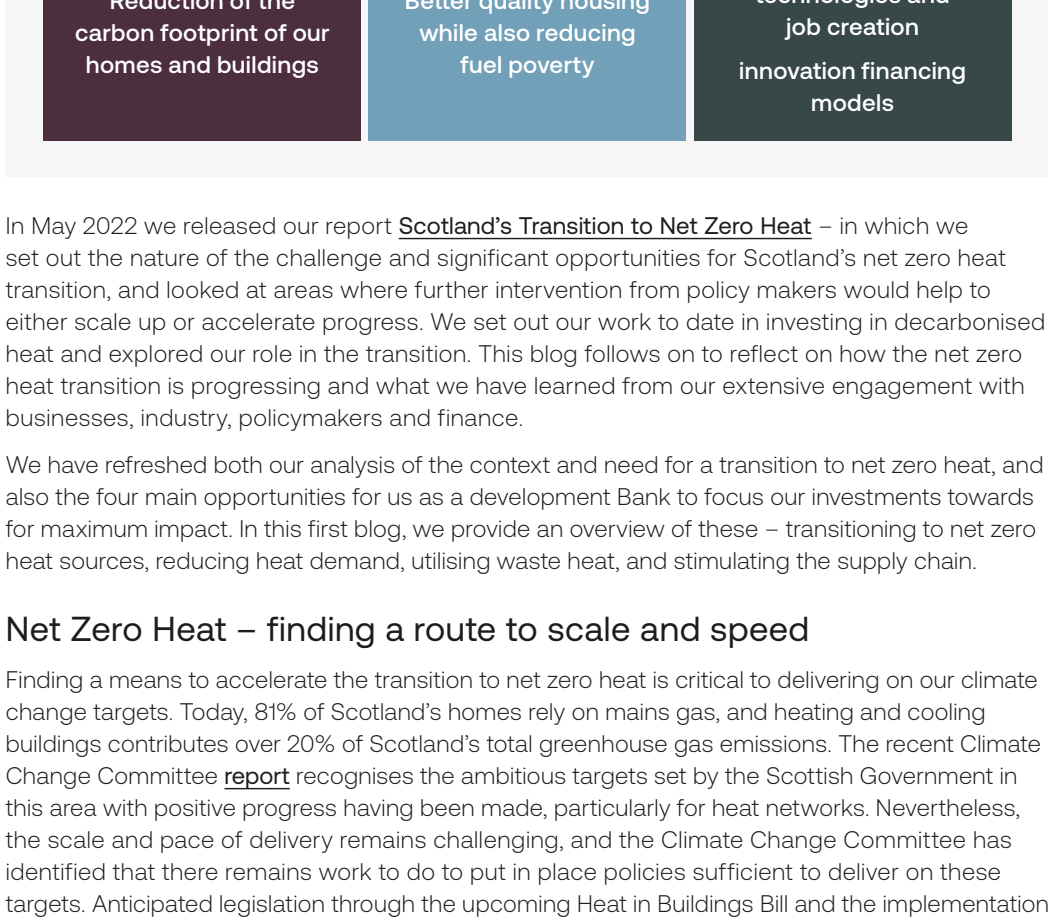 Reduction of the
carbon footprint of our
homes and buildings
Better quality housing
while also reducing
fuel poverty
technologies and
job creation
innovation financing
models
In May 2022 we released our report Scotland’s Transition to Net Zero Heat – in which we
set out the nature of the challenge and significant opportunities for Scotland’s net zero heat
transition, and looked at areas where further intervention from policy makers would help to
either scale up or accelerate progress. We set out our work to date in investing in decarbonised
heat and explored our role in the transition. This blog follows on to reflect on how the net zero
heat transition is progressing and what we have learned from our extensive engagement with
businesses, industry, policymakers and finance.
We have refreshed both our analysis of the context and need for a transition to net zero heat, and
also the four main opportunities for us as a development Bank to focus our investments towards
for maximum impact. In this first blog, we provide an overview of these – transitioning to net zero
heat sources, reducing heat demand, utilising waste heat, and stimulating the supply chain.
Net Zero Heat – finding a route to scale and speed
Finding a means to accelerate the transition to net zero heat is critical to delivering on our climate
change targets. Today, 81% of Scotland’s homes rely on mains gas, and heating and cooling
buildings contributes over 20% of Scotland’s total greenhouse gas emissions. The recent Climate
Change Committee report recognises the ambitious targets set by the Scottish Government in
this area with positive progress having been made, particularly for heat networks. Nevertheless,
the scale and pace of delivery remains challenging, and the Climate Change Committee has
identified that there remains work to do to put in place policies sufficient to deliver on these
targets. Anticipated legislation through the upcoming Heat in Buildings Bill and the implementation